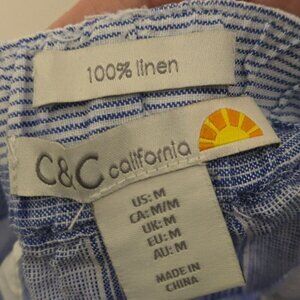 100% linen
C&C california
US: M
CA: M/M
UK: M
EU: M
AU: M
MADE IN
CHINA